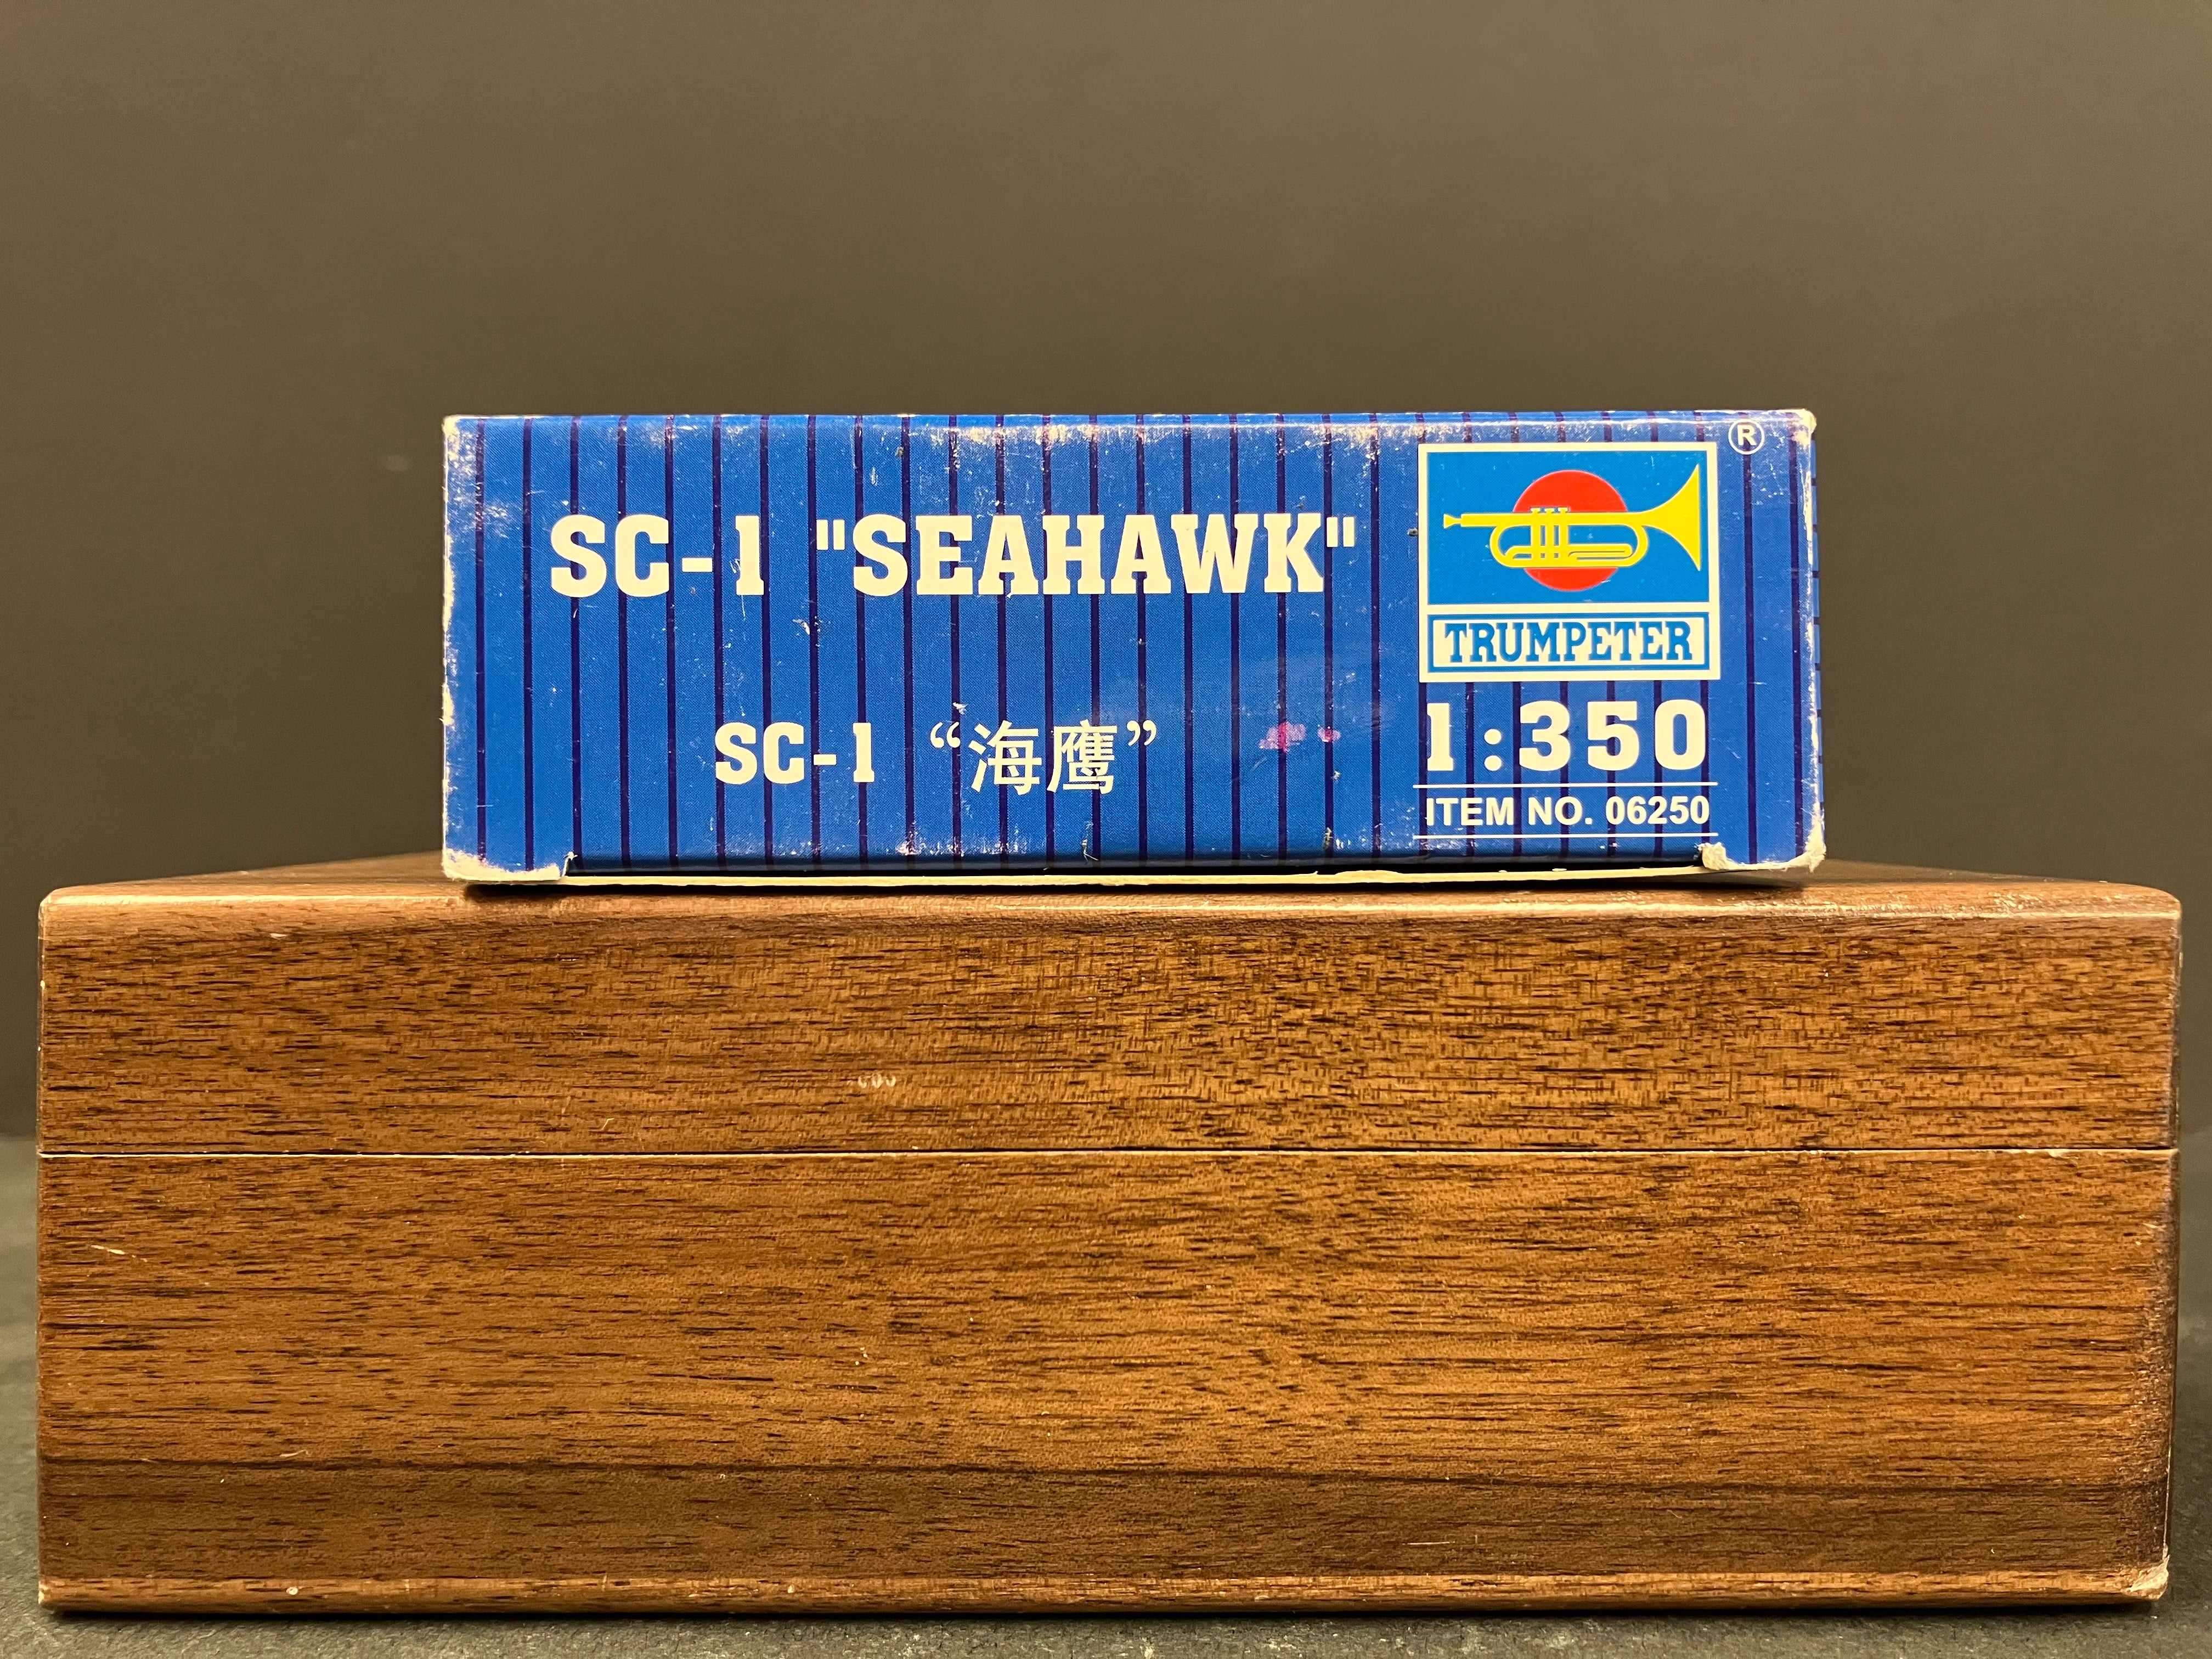 SC-1 "SEAHAWK"
SC-1 “海鹰”
®
TRUMPETER
1:350
ITEM NO. 06250